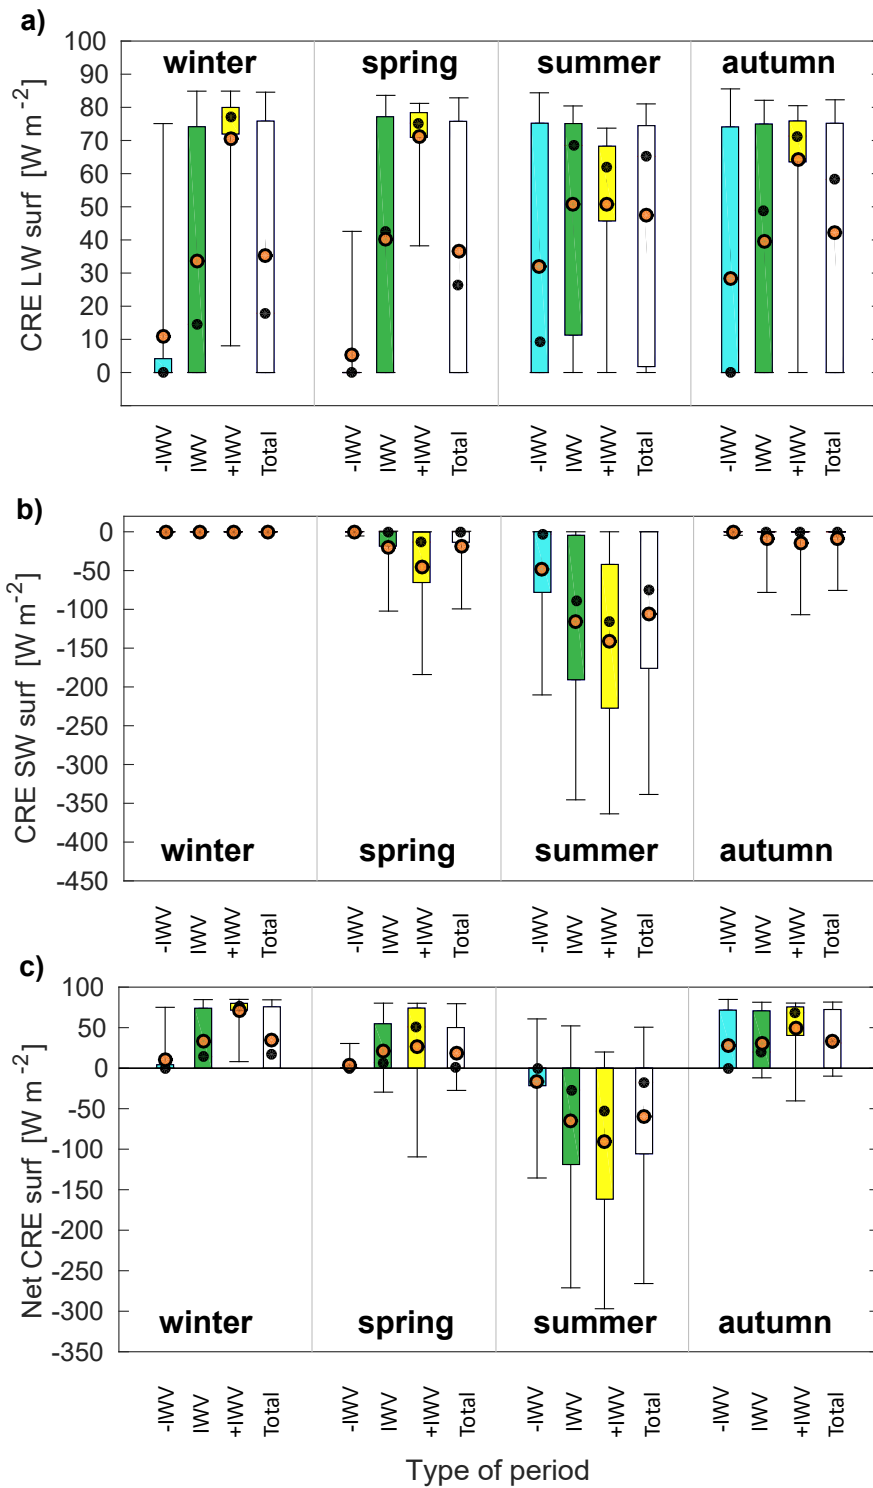 a)
winter spring summer autumn
100
90
80
70
60
50
40
30
20
10
0
CRE LW surf [W m-2]
-IWV IWV +IWV Total -IWV IWV +IWV Total -IWV IWV +IWV Total -IWV IWV +IWV Total
b)
0
-50
-100
-150
-200
-250
-300
-350
-400
-450
CRE SW surf [W m-2]
winter spring summer autumn
-IWV IWV +IWV Total -IWV IWV +IWV Total -IWV IWV +IWV Total -IWV IWV +IWV Total
c)
100
50
0
-50
-100
-150
-200
-250
-300
-350
Net CRE surf [W m-2]
winter spring summer autumn
-IWV IWV +IWV Total -IWV IWV +IWV Total -IWV IWV +IWV Total -IWV IWV +IWV Total
Type of period